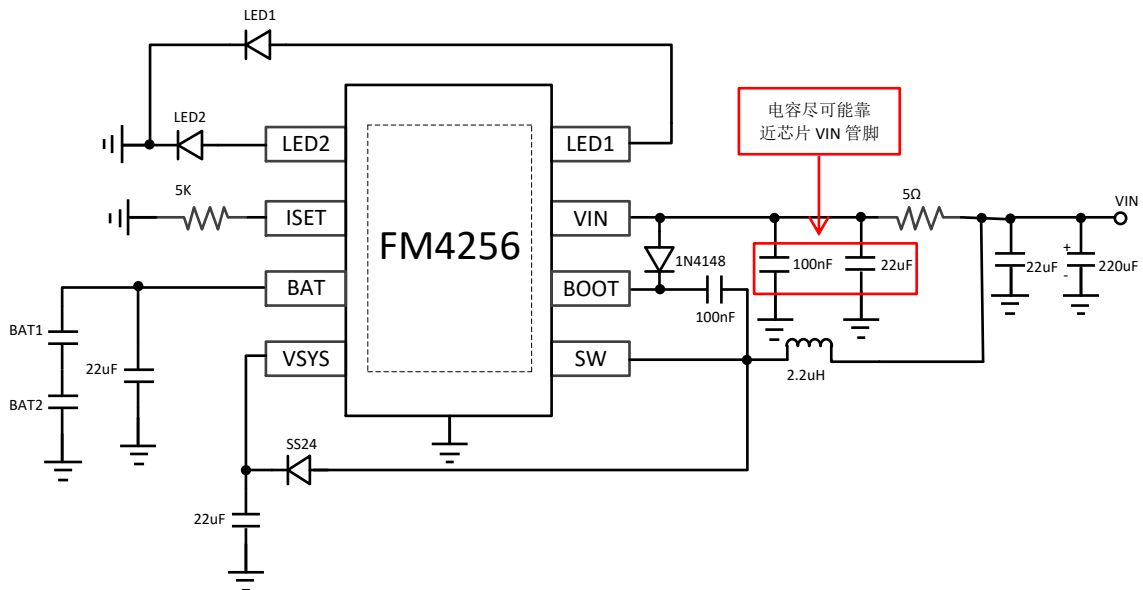 LED1
电容尽可能靠
近芯片 VIN 管脚
LED2
LED2
LED1
5K
5Ω
VIN
ISET
VIN
FM4256
1N4148
100nF
22uF
22uF
+
-
220uF
BAT
BOOT
100nF
BAT1
22uF
VSYS
SW
2.2uH
BAT2
SS24
22uF